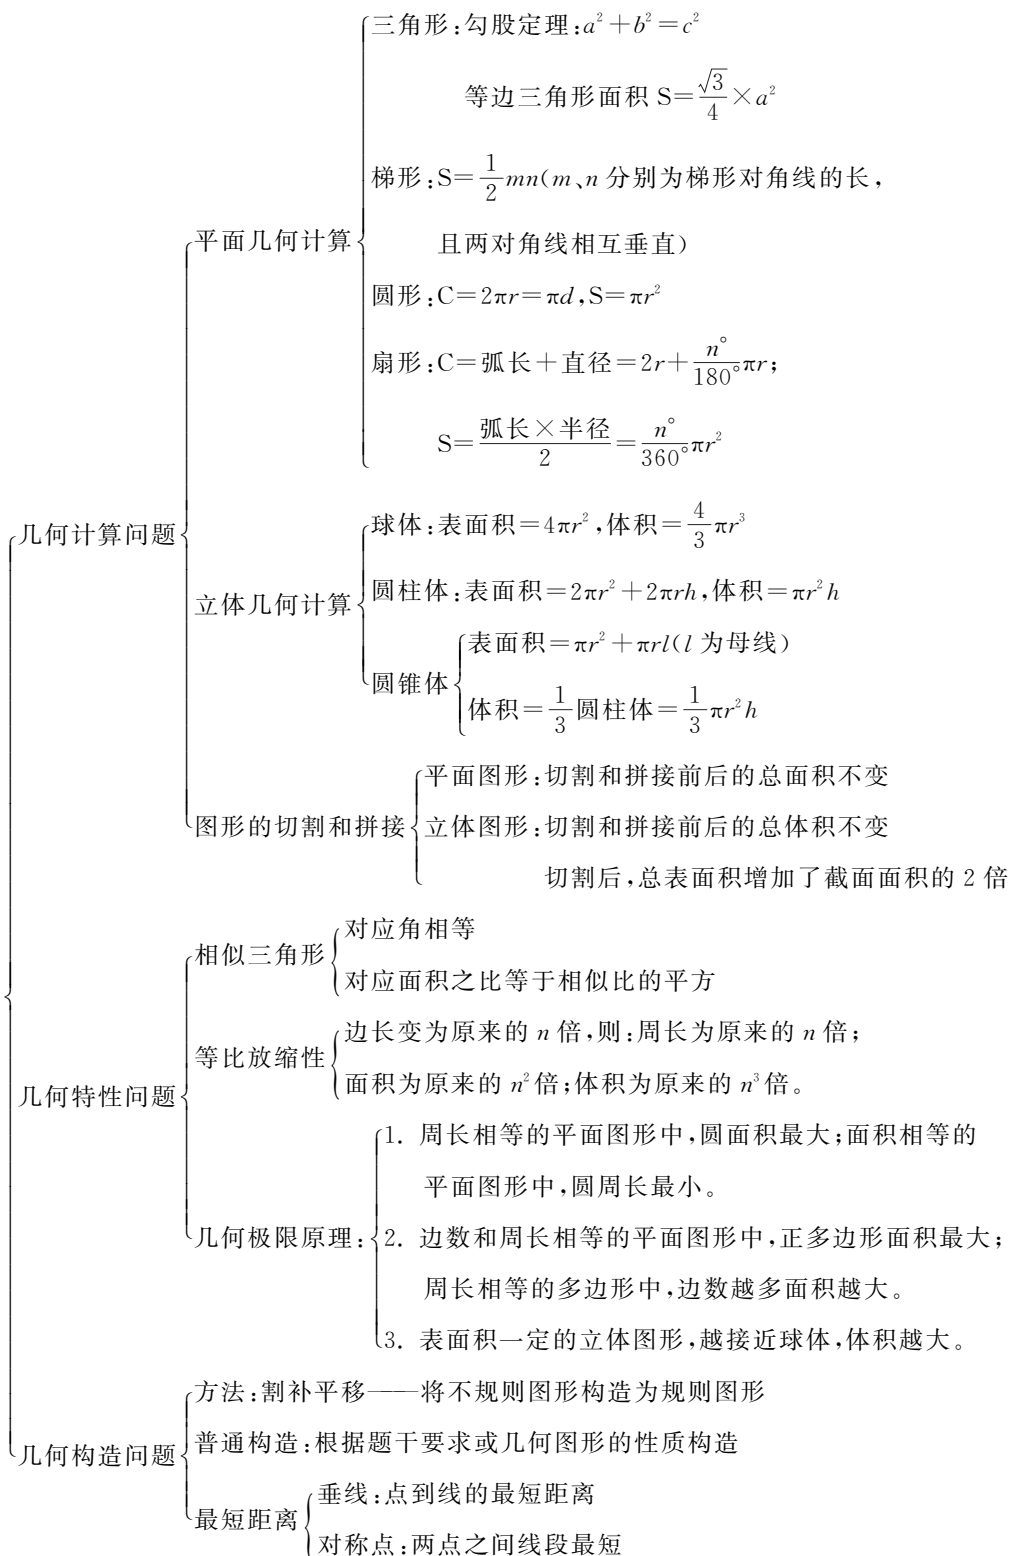 三角形:勾股定理:a²+b²=c²
等边三角形面积 S=√3/4×a²
梯形:S=1/2mn(m、n 分别为梯形对角线的长,
平面几何计算
且两对角线相互垂直)
圆形:C=2πr=πd,S=πr²
扇形:C=弧长+直径=2r+n°/180°πr;
S=弧长×半径/2=n°/360°πr²
几何计算问题
球体:表面积=4πr²,体积=4/3πr³
立体几何计算
圆柱体:表面积=2πr²+2πrh,体积=πr²h
圆锥体
表面积=πr²+πrl(l 为母线)
体积=1/3圆柱体=1/3πr²h
图形的切割和拼接
平面图形:切割和拼接前后的总面积不变
立体图形:切割和拼接前后的总体积不变
切割后,总表面积增加了截面面积的 2 倍
几何特性问题
相似三角形
对应角相等
对应面积之比等于相似比的平方
等比放缩性
边长变为原来的 n 倍,则:周长为原来的 n 倍;
面积为原来的 n²倍;体积为原来的 n³倍。
几何极限原理:
1. 周长相等的平面图形中,圆面积最大;面积相等的
平面图形中,圆周长最小。
2. 边数和周长相等的平面图形中,正多边形面积最大;
周长相等的多边形中,边数越多面积越大。
3. 表面积一定的立体图形,越接近球体,体积越大。
几何构造问题
方法:割补平移——将不规则图形构造为规则图形
普通构造:根据题干要求或几何图形的性质构造
最短距离
垂线:点到线的最短距离
对称点:两点之间线段最短